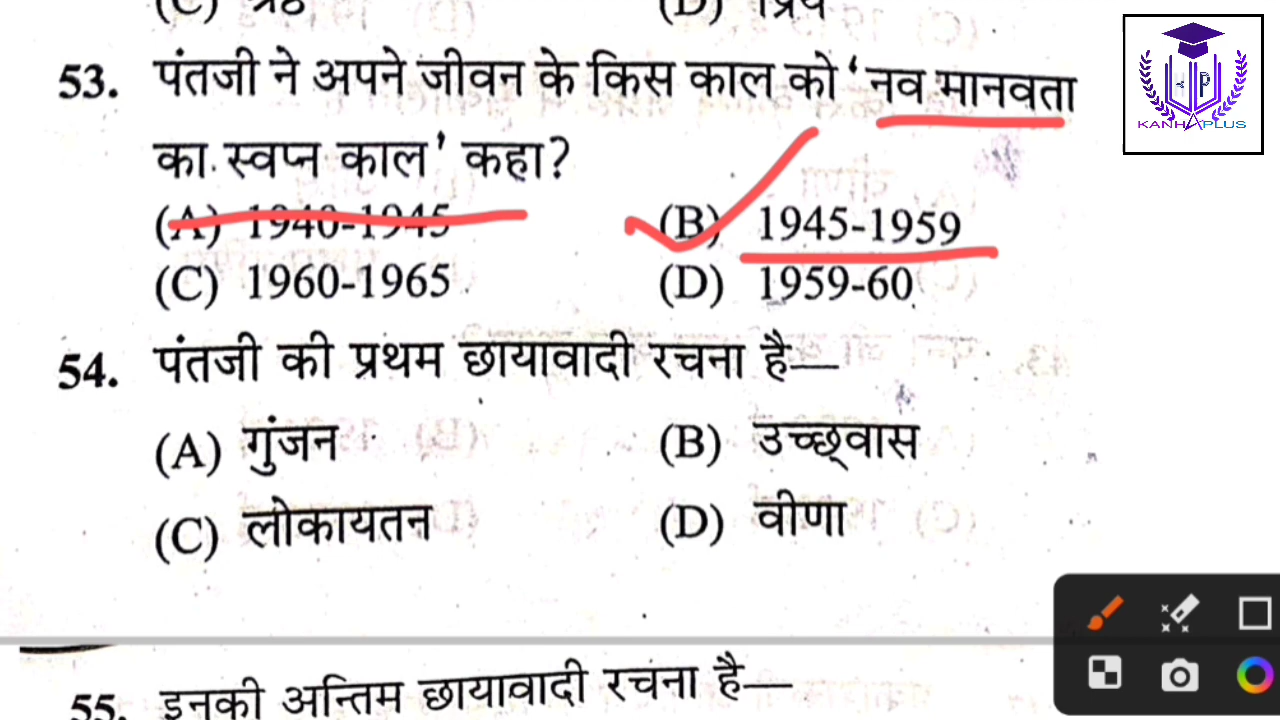 (C) श्रेष्ठ (D) प्रिय
53. पंतजी ने अपने जीवन के किस काल को ‘नव मानवता
का स्वप्न काल’ कहा?
(A) 1940-1945 (B) 1945-1959
(C) 1960-1965 (D) 1959-60
54. पंतजी की प्रथम छायावादी रचना है—
(A) गुंजन (B) उच्छ्वास
(C) लोकायतन (D) वीणा
55. इनकी अन्तिम छायावादी रचना है—
KANHAPLUS